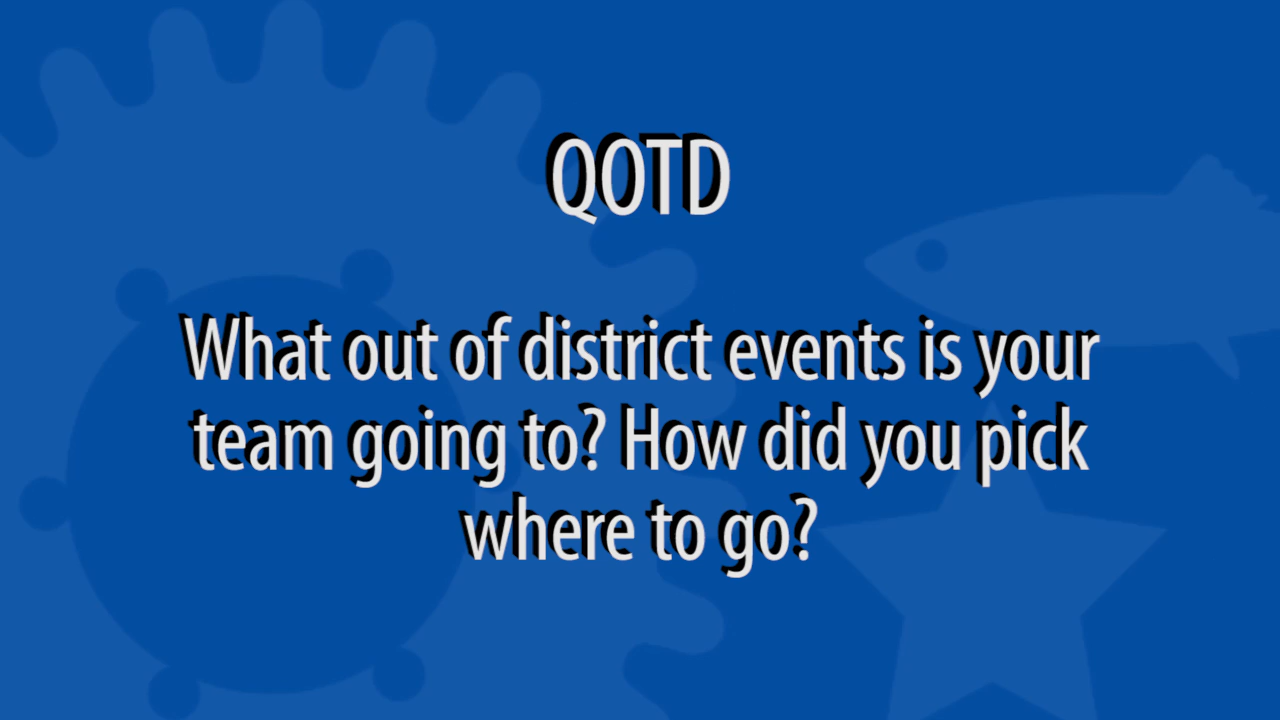 QOTD
What out of district events is your
team going to? How did you pick
where to go?